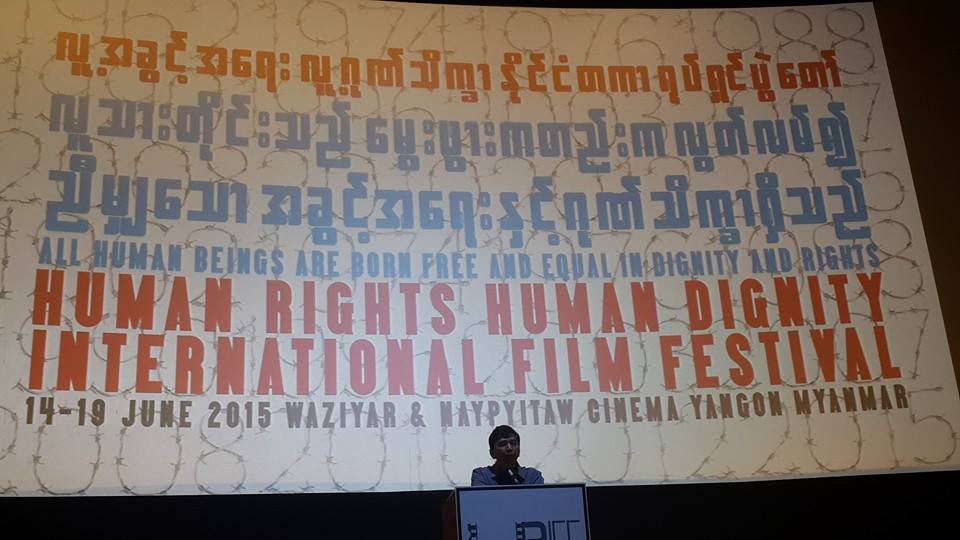 လူ့အခွင့်အရေး လူ့ဂုဏ်သိက္ခာ နိုင်ငံတကာ ရုပ်ရှင်ပွဲတော်
လူသားတိုင်းသည် မွေးဖွားကတည်းက လွတ်လပ်၍
ညီမျှသော အခွင့်အရေးနှင့်ဂုဏ်သိက္ခာရှိသည်
ALL HUMAN BEINGS ARE BORN FREE AND EQUAL IN DIGNITY AND RIGHTS
HUMAN RIGHTS HUMAN DIGNITY
INTERNATIONAL FILM FESTIVAL
14-19 JUNE 2015 WAZIYAR & NAYPYITAW CINEMA YANGON MYANMAR